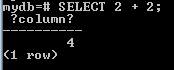 mydb=# SELECT 2 + 2;
 ?column?
----------
        4
(1 row)